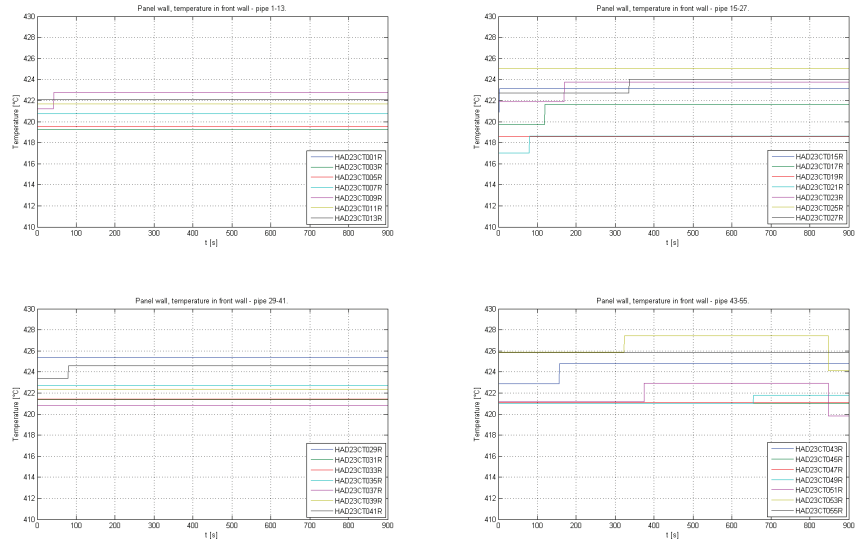 Panel wall, temperature in front wall - pipe 1-13.
430
428
426
424
422
420
418
416
414
412
410
Temperature [°C]
HAD23CT001R
HAD23CT003R
HAD23CT005R
HAD23CT007R
HAD23CT009R
HAD23CT011R
HAD23CT013R
0 100 200 300 400 500 600 700 800 900
t [s]
Panel wall, temperature in front wall - pipe 15-27.
430
428
426
424
422
420
418
416
414
412
410
Temperature [°C]
HAD23CT015R
HAD23CT017R
HAD23CT019R
HAD23CT021R
HAD23CT023R
HAD23CT025R
HAD23CT027R
0 100 200 300 400 500 600 700 800 900
t [s]
Panel wall, temperature in front wall - pipe 29-41.
430
428
426
424
422
420
418
416
414
412
410
Temperature [°C]
HAD23CT029R
HAD23CT031R
HAD23CT033R
HAD23CT035R
HAD23CT037R
HAD23CT039R
HAD23CT041R
0 100 200 300 400 500 600 700 800 900
t [s]
Panel wall, temperature in front wall - pipe 43-55.
430
428
426
424
422
420
418
416
414
412
410
Temperature [°C]
HAD23CT043R
HAD23CT045R
HAD23CT047R
HAD23CT049R
HAD23CT051R
HAD23CT053R
HAD23CT055R
0 100 200 300 400 500 600 700 800 900
t [s]